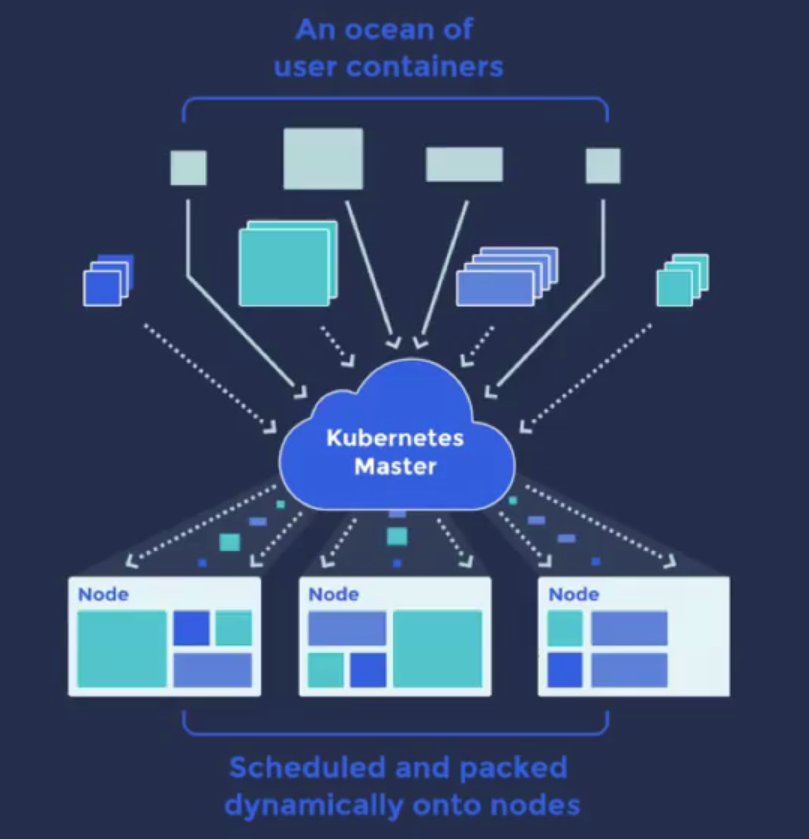 An ocean of
user containers
Kubernetes
Master
Node
Node
Node
Scheduled and packed
dynamically onto nodes